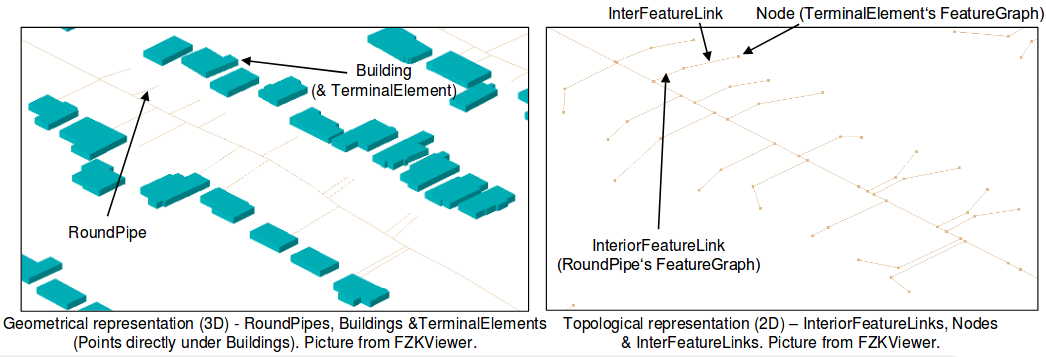 InterFeatureLink
Node (TerminalElement‘s FeatureGraph)
Building
(& TerminalElement)
RoundPipe
InteriorFeatureLink
(RoundPipe‘s FeatureGraph)
Geometrical representation (3D) - RoundPipes, Buildings &TerminalElements
(Points directly under Buildings). Picture from FZKViewer.
Topological representation (2D) – InteriorFeatureLinks, Nodes
& InterFeatureLinks. Picture from FZKViewer.